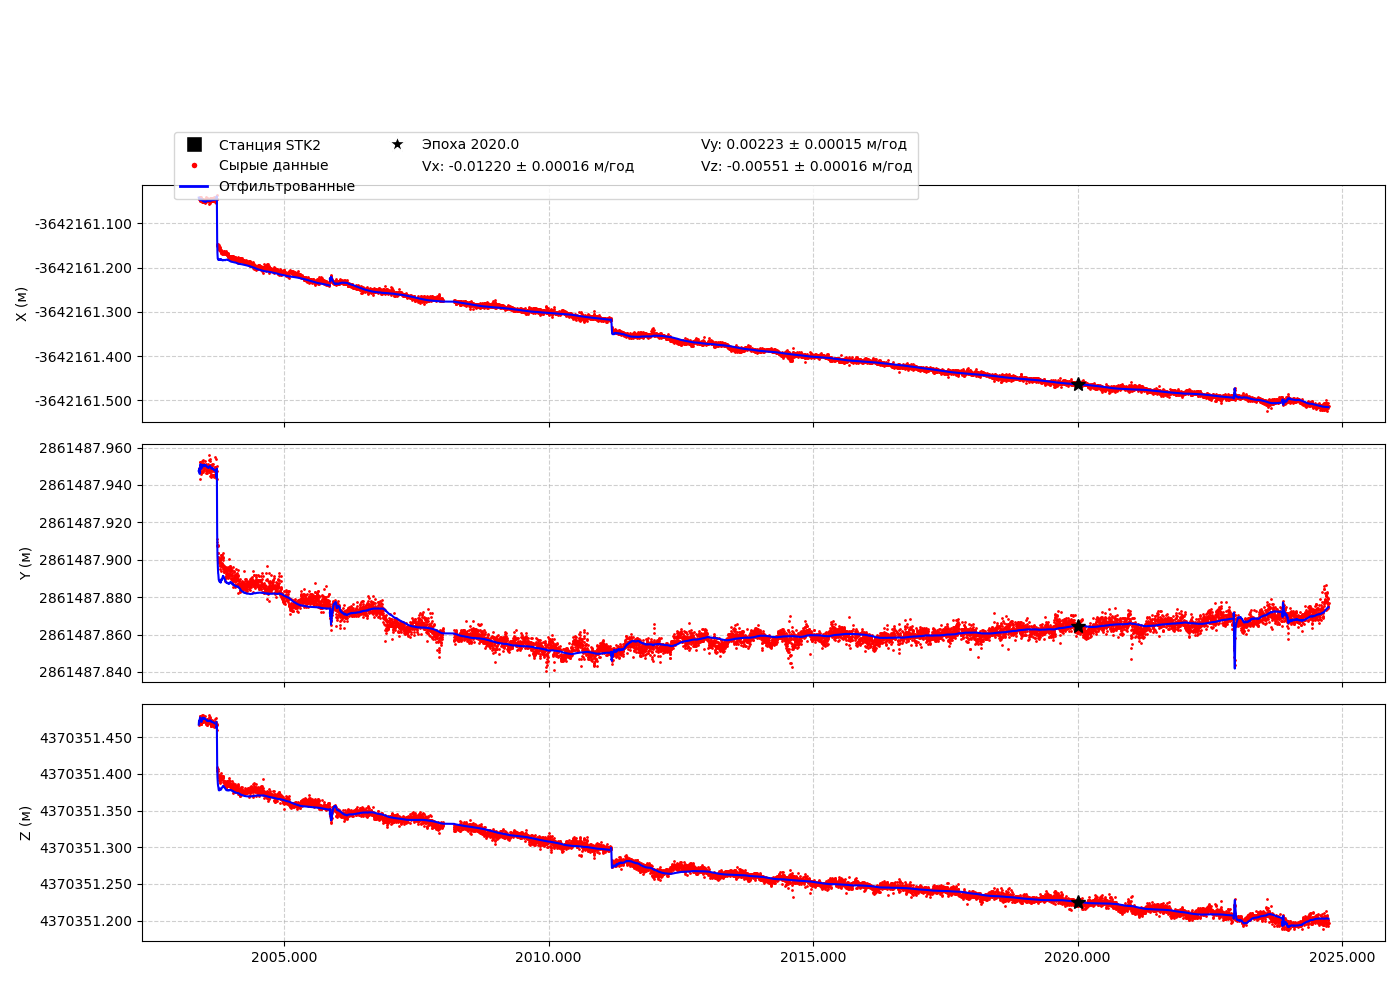 Станция STK2
Сырые данные
Отфильтрованные
Эпоха 2020.0
Vx: -0.01220 ± 0.00016 м/год
Vy: 0.00223 ± 0.00015 м/год
Vz: -0.00551 ± 0.00016 м/год
X (м)
-3642161.100
-3642161.200
-3642161.300
-3642161.400
-3642161.500
Y (м)
2861487.960
2861487.940
2861487.920
2861487.900
2861487.880
2861487.860
2861487.840
Z (м)
4370351.450
4370351.400
4370351.350
4370351.300
4370351.250
4370351.200
2005.000 2010.000 2015.000 2020.000 2025.000